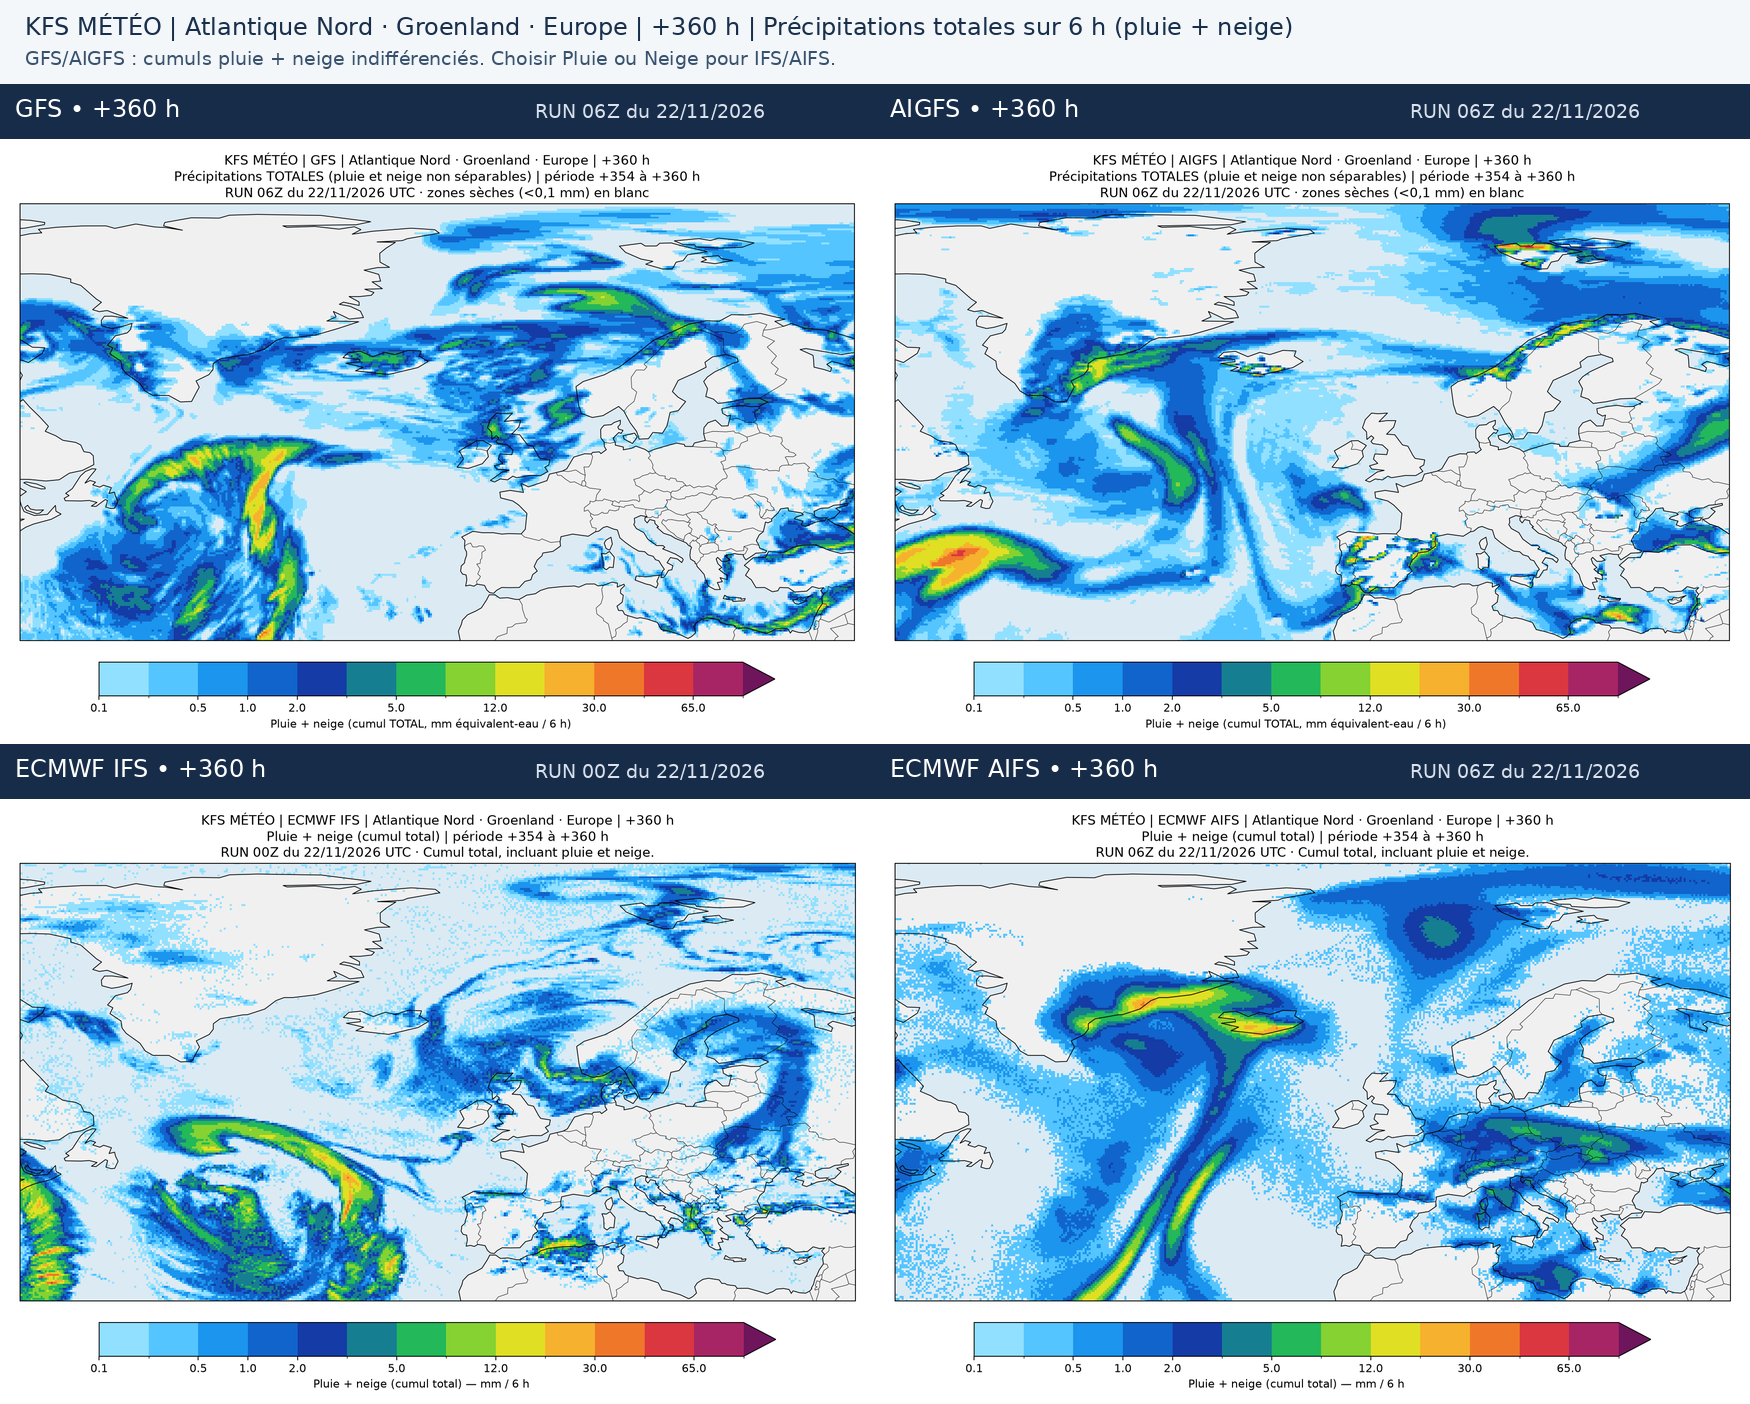 KFS MÉTÉO | Atlantique Nord · Groenland · Europe | +360 h | Précipitations totales sur 6 h (pluie + neige)
GFS/AIGFS : cumuls pluie + neige indifférenciés. Choisir Pluie ou Neige pour IFS/AIFS.
GFS • +360 h RUN 06Z du 22/11/2026
KFS MÉTÉO | GFS | Atlantique Nord · Groenland · Europe | +360 h
Précipitations TOTALES (pluie et neige non séparables) | période +354 à +360 h
RUN 06Z du 22/11/2026 UTC · zones sèches (<0,1 mm) en blanc
0.1 0.5 1.0 2.0 5.0 12.0 30.0 65.0
Pluie + neige (cumul TOTAL, mm équivalent-eau / 6 h)
AIGFS • +360 h RUN 06Z du 22/11/2026
KFS MÉTÉO | AIGFS | Atlantique Nord · Groenland · Europe | +360 h
Précipitations TOTALES (pluie et neige non séparables) | période +354 à +360 h
RUN 06Z du 22/11/2026 UTC · zones sèches (<0,1 mm) en blanc
0.1 0.5 1.0 2.0 5.0 12.0 30.0 65.0
Pluie + neige (cumul TOTAL, mm équivalent-eau / 6 h)
ECMWF IFS • +360 h RUN 00Z du 22/11/2026
KFS MÉTÉO | ECMWF IFS | Atlantique Nord · Groenland · Europe | +360 h
Pluie + neige (cumul total) | période +354 à +360 h
RUN 00Z du 22/11/2026 UTC · Cumul total, incluant pluie et neige.
0.1 0.5 1.0 2.0 5.0 12.0 30.0 65.0
Pluie + neige (cumul total) — mm / 6 h
ECMWF AIFS • +360 h RUN 06Z du 22/11/2026
KFS MÉTÉO | ECMWF AIFS | Atlantique Nord · Groenland · Europe | +360 h
Pluie + neige (cumul total) | période +354 à +360 h
RUN 06Z du 22/11/2026 UTC · Cumul total, incluant pluie et neige.
0.1 0.5 1.0 2.0 5.0 12.0 30.0 65.0
Pluie + neige (cumul total) — mm / 6 h